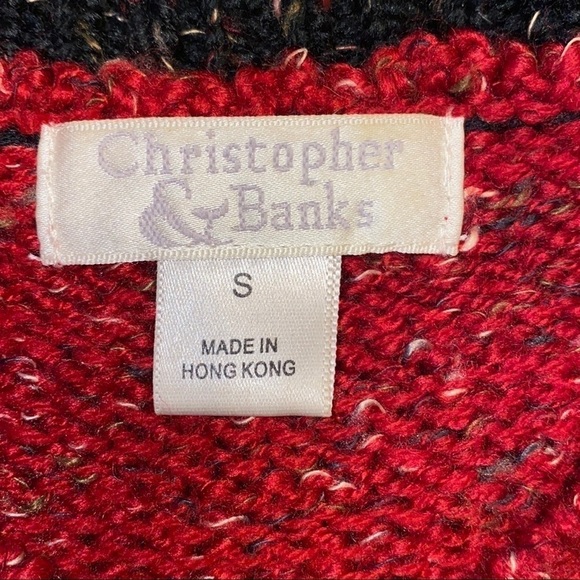 Christopher
& Banks
S
MADE IN
HONG KONG